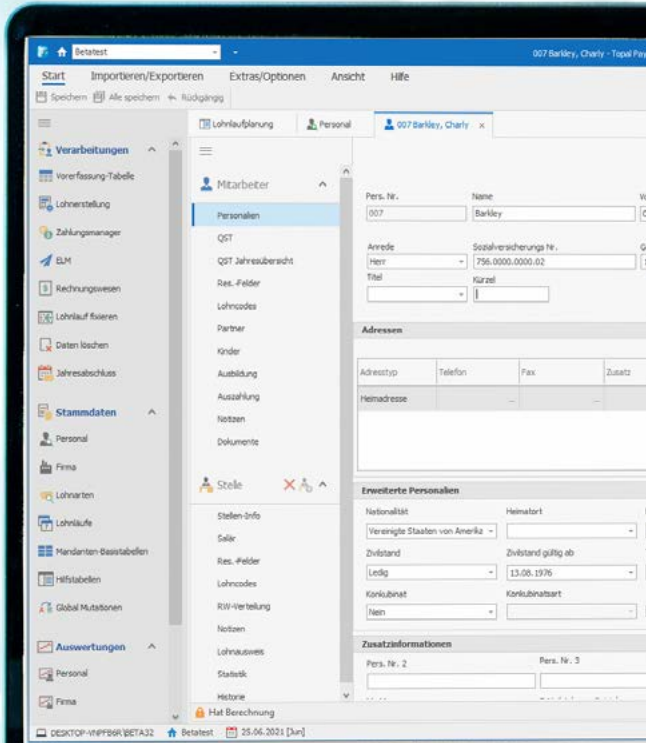 Betatest
007 Barkley, Charly - Topal Pay
Start Importieren/Exportieren Extras/Optionen Ansicht Hilfe
Speichern Alle speichern Rückgängig
Lohnlaufplanung Personal 007 Barkley, Charly x
Verarbeitungen
Vorerfassung-Tabelle
Lohnerstellung
Zahlungsmanager
ELM
Rechnungswesen
Lohnlauf fixieren
Daten löschen
Jahresabschluss
Stammdaten
Personal
Firma
Lohnarten
Lohnläufe
Mandanten-Basistabellen
Hilfstabellen
Global Mutationen
Auswertungen
Personal
Firma
Mitarbeiter
Personalien
QST
QST Jahresübersicht
Res.-Felder
Lohncodes
Partner
Kinder
Ausbildung
Auszahlung
Notizen
Dokumente
Stelle
Stellen-Info
Salär
Res.-Felder
Lohncodes
RW-Verteilung
Notizen
Lohnausweis
Statistik
Historie
Hat Berechnung
Pers. Nr. Name
007 Barkley
Anrede Sozialversicherungs Nr.
Herr 756.0000.0000.02
Titel Kürzel
Adressen
Adresstyp Telefon Fax Zusatz
Heimadresse ... ...
Erweiterte Personalien
Nationalität Heimatort
Vereinigte Staaten von Amerika
Zivilstand Zivilstand gültig ab
Ledig 13.08.1976
Konkubinat Konkubinatsart
Nein
Zusatzinformationen
Pers. Nr. 2 Pers. Nr. 3
Betatest 25.06.2021 [Jun]